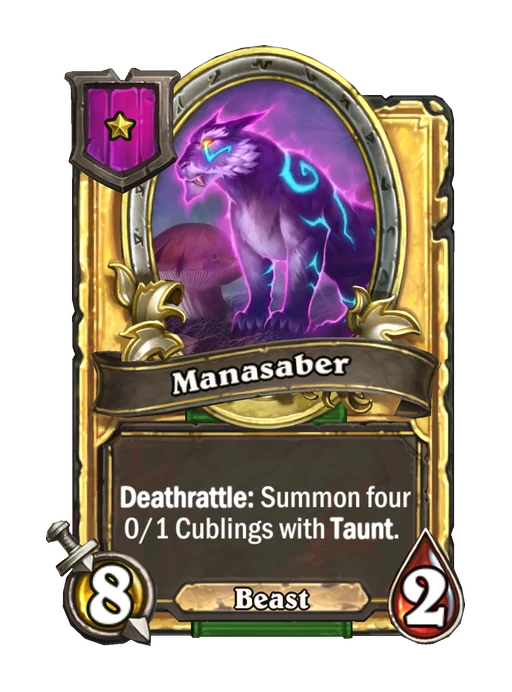 Manasaber
Deathrattle: Summon four
0/1 Cublings with Taunt.
8
Beast
2